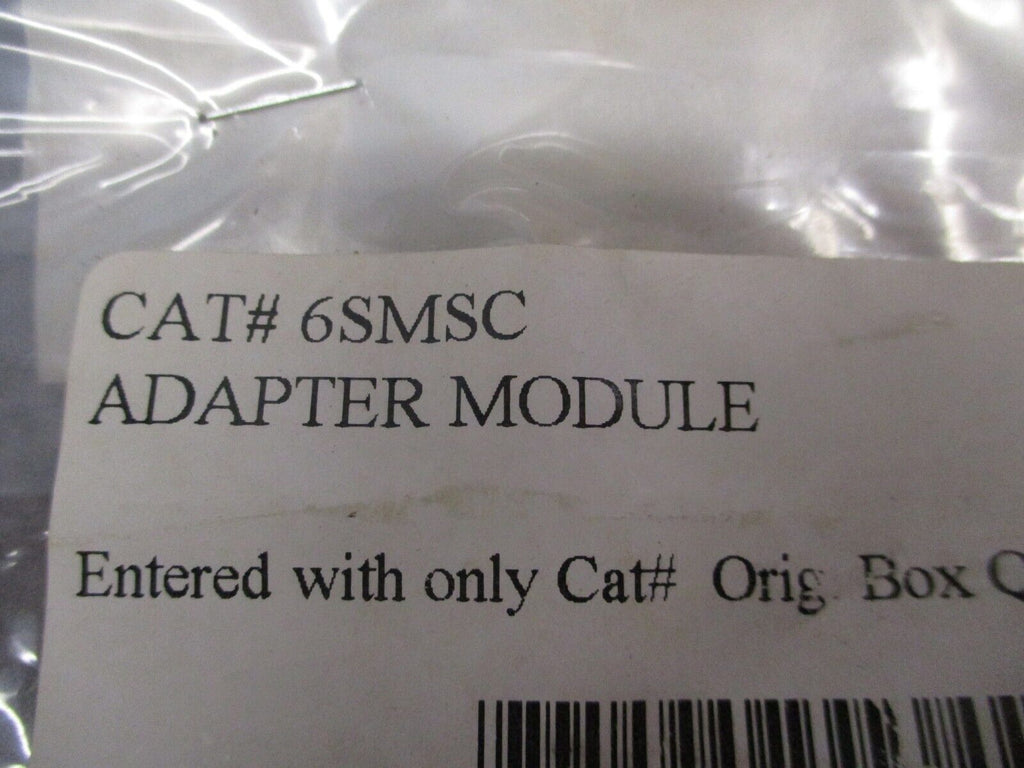 CAT# 6SMSC
ADAPTER MODULE
Entered with only Cat# Orig. Box